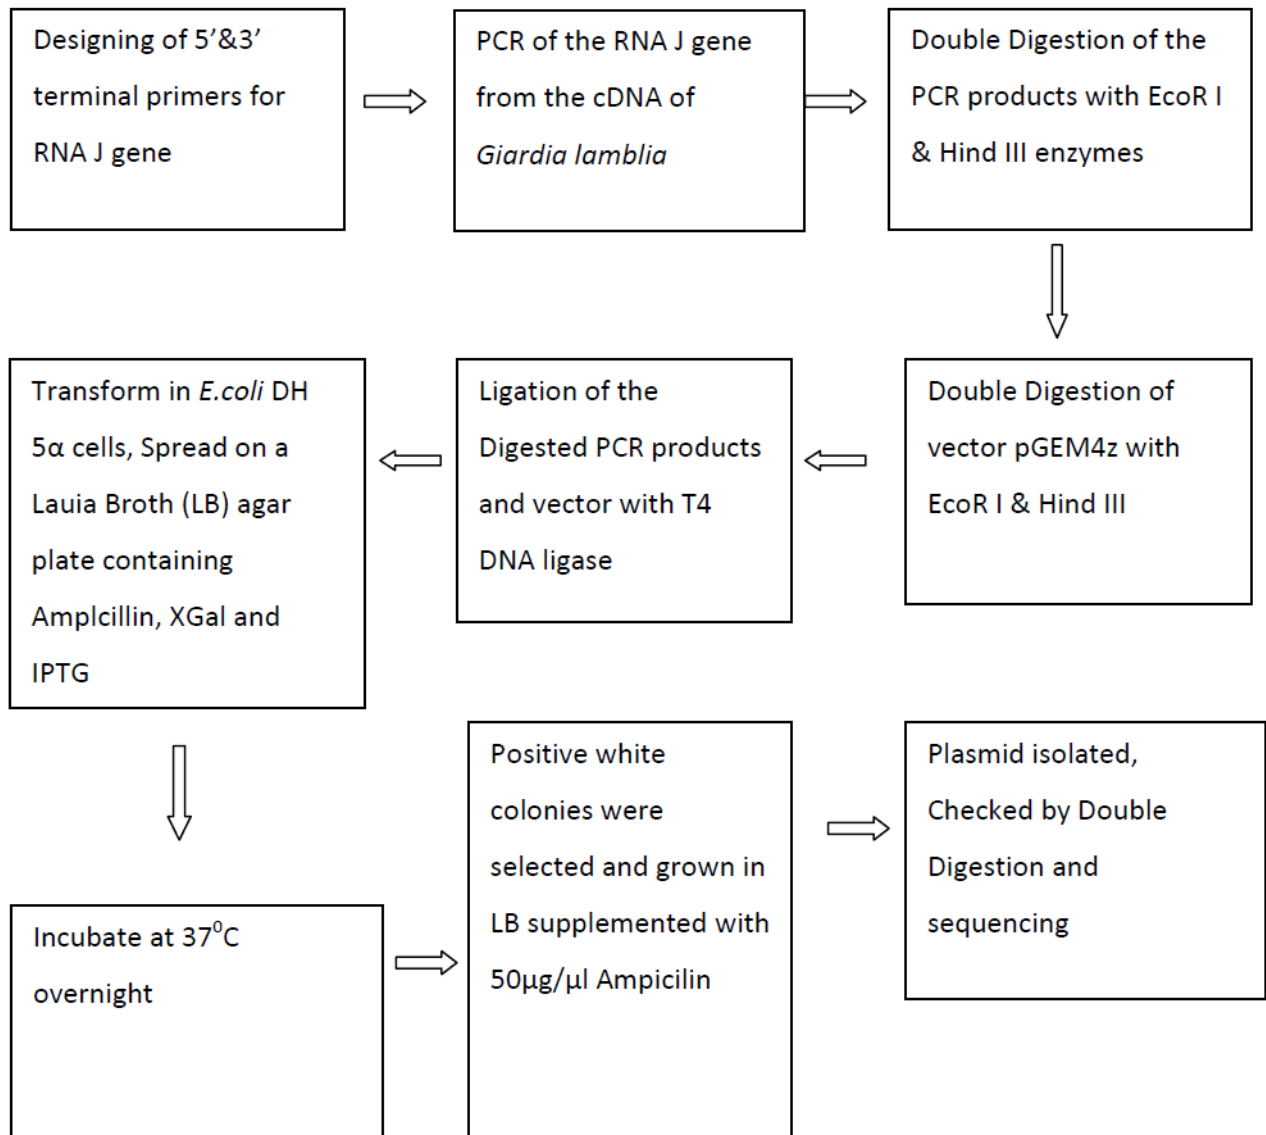 Designing of 5’&3’
terminal primers for
RNA J gene
PCR of the RNA J gene
from the cDNA of
Giardia lamblia
Double Digestion of the
PCR products with EcoR I
& Hind III enzymes
Double Digestion of
vector pGEM4z with
EcoR I & Hind III
Ligation of the
Digested PCR products
and vector with T4
DNA ligase
Transform in E.coli DH
5α cells, Spread on a
Lauia Broth (LB) agar
plate containing
Amplcillin, XGal and
IPTG
Incubate at 37⁰C
overnight
Positive white
colonies were
selected and grown in
LB supplemented with
50µg/µl Ampicilin
Plasmid isolated,
Checked by Double
Digestion and
sequencing